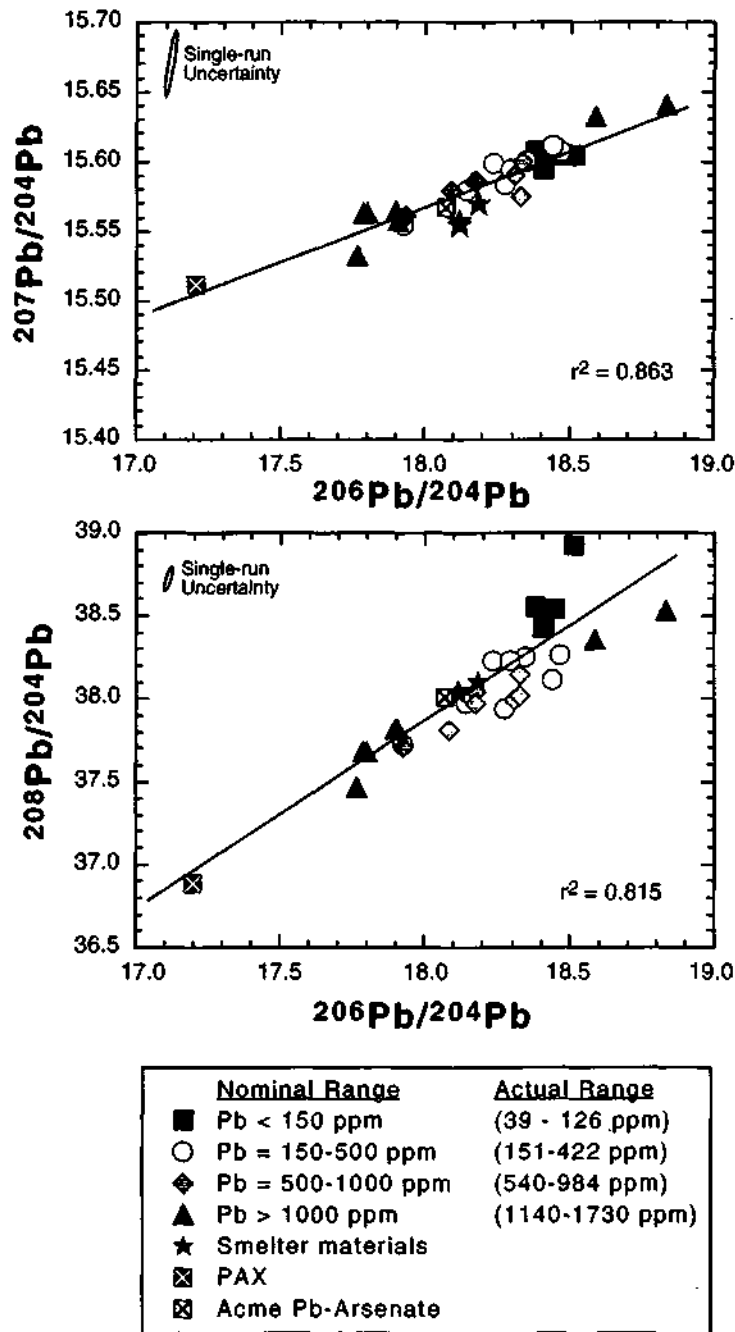 15.70
Single-run
Uncertainty
15.65
15.60
15.55
15.50
15.45
15.40
207Pb/204Pb
r² = 0.863
17.0 17.5 18.0 18.5 19.0
206Pb/204Pb
39.0
Single-run
Uncertainty
38.5
38.0
37.5
37.0
36.5
208Pb/204Pb
r² = 0.815
17.0 17.5 18.0 18.5 19.0
206Pb/204Pb
Nominal Range Actual Range
Pb < 150 ppm (39 - 126 ppm)
Pb = 150-500 ppm (151-422 ppm)
Pb = 500-1000 ppm (540-984 ppm)
Pb > 1000 ppm (1140-1730 ppm)
Smelter materials
PAX
Acme Pb-Arsenate